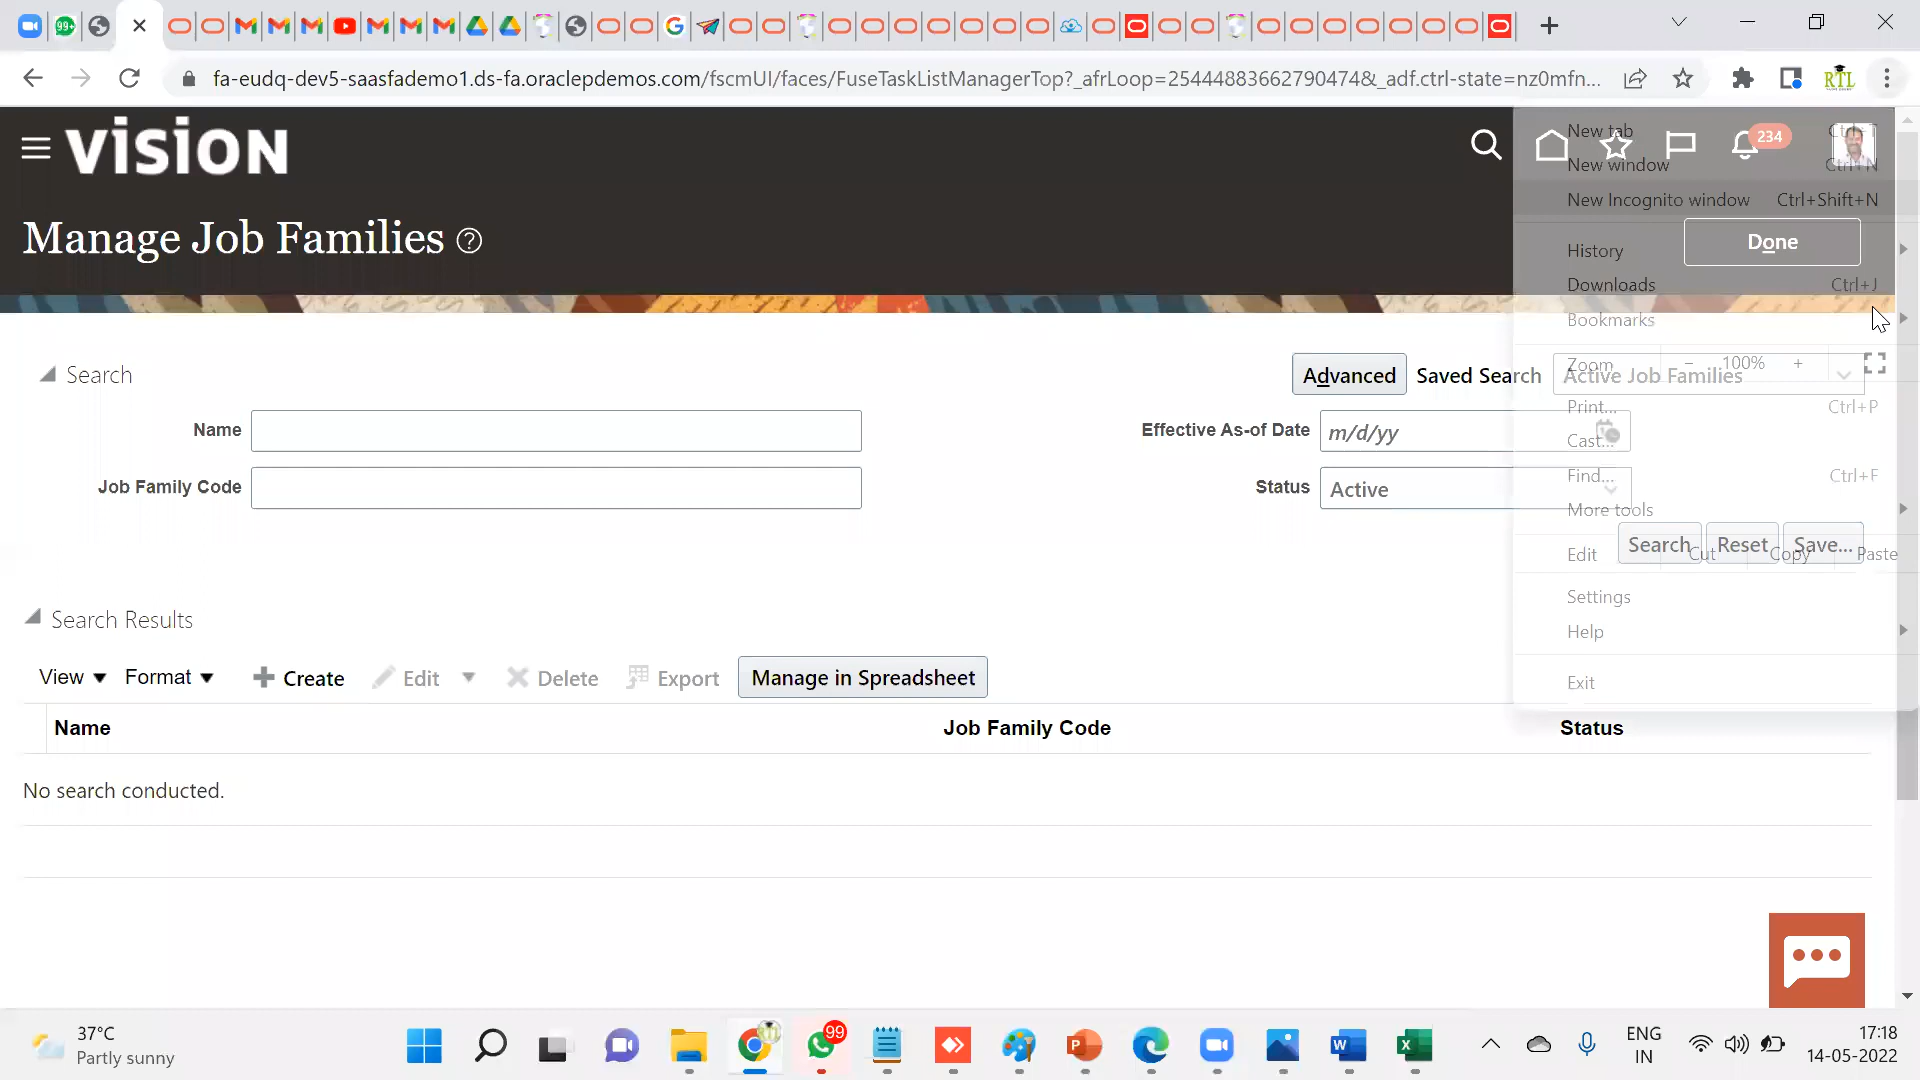 99+
fa-eudq-dev5-saasfademo1.ds-fa.oraclepdemos.com/fscmUI/faces/FuseTaskListManagerTop?_afrLoop=25444883662790474&_adf.ctrl-state=nz0mfn...
RTL
VISION
234
New tab Ctrl+T
New window Ctrl+N
New Incognito window Ctrl+Shift+N
Manage Job Families ?
Done
History
Downloads Ctrl+J
Bookmarks
Search
Advanced Saved Search Active Job Families
Zoom − 100% +
Print... Ctrl+P
Name
Effective As-of Date m/d/yy
Cast...
Find... Ctrl+F
Job Family Code
Status Active
More tools
Search Reset Save...
Edit Cut Copy Paste
Settings
Help
Exit
Search Results
View Format Create Edit Delete Export Manage in Spreadsheet
Name Job Family Code Status
No search conducted.
37°C
Partly sunny
99
ENG
IN
17:18
14-05-2022